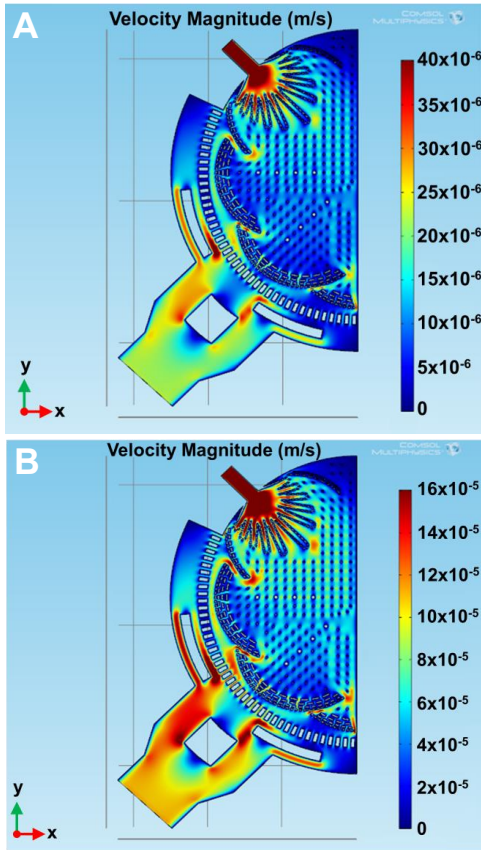 A
Velocity Magnitude (m/s)
COMSOL
MULTIPHYSICS
40x10⁻⁶
35x10⁻⁶
30x10⁻⁶
25x10⁻⁶
20x10⁻⁶
15x10⁻⁶
10x10⁻⁶
5x10⁻⁶
0
y
x
B
Velocity Magnitude (m/s)
COMSOL
MULTIPHYSICS
16x10⁻⁵
14x10⁻⁵
12x10⁻⁵
10x10⁻⁵
8x10⁻⁵
6x10⁻⁵
4x10⁻⁵
2x10⁻⁵
0
y
x